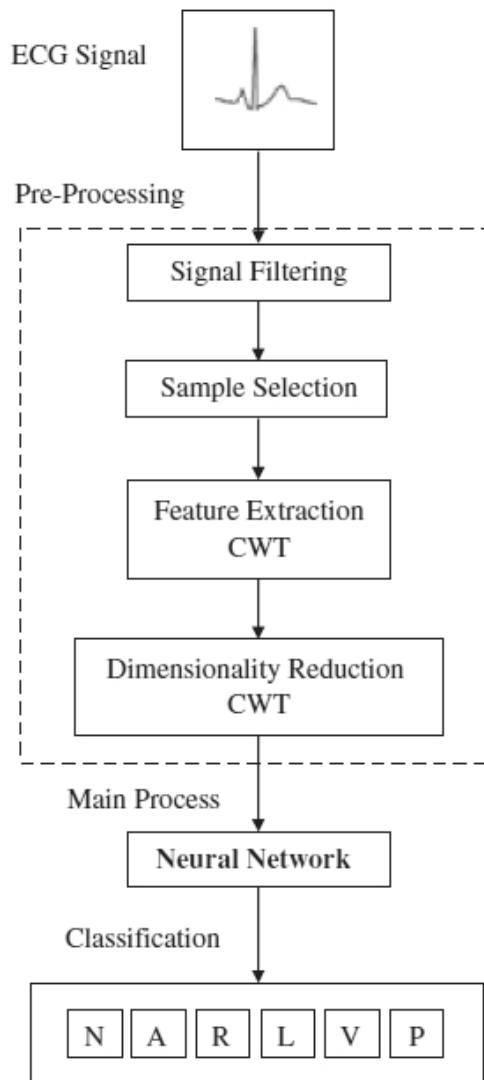 ECG Signal
Pre-Processing
Signal Filtering
Sample Selection
Feature Extraction
CWT
Dimensionality Reduction
CWT
Main Process
Neural Network
Classification
N A R L V P